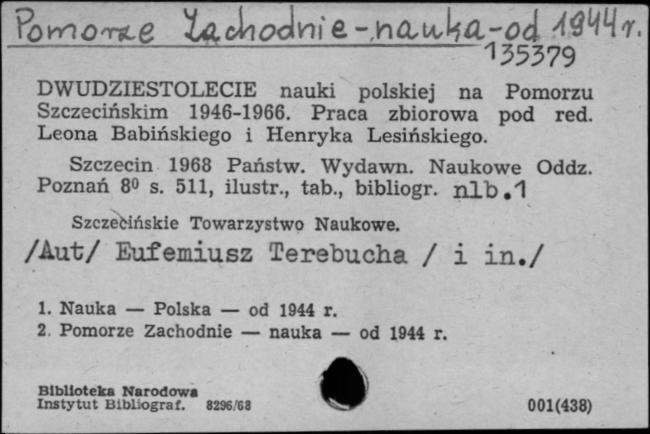 Pomorze Zachodnie - nauka - od 1944 r.
135379
DWUDZIESTOLECIE nauki polskiej na Pomorzu
Szczecińskim 1946-1966. Praca zbiorowa pod red.
Leona Babińskiego i Henryka Lesińskiego.
Szczecin 1968 Państw. Wydawn. Naukowe Oddz.
Poznań 8⁰ s. 511, ilustr., tab., bibliogr. nlb.1
Szczecińskie Towarzystwo Naukowe.
/Aut/ Eufemiusz Terebucha / i in./
1. Nauka — Polska — od 1944 r.
2. Pomorze Zachodnie — nauka — od 1944 r.
Biblioteka Narodowa
Instytut Bibliograf. 8296/68 001(438)